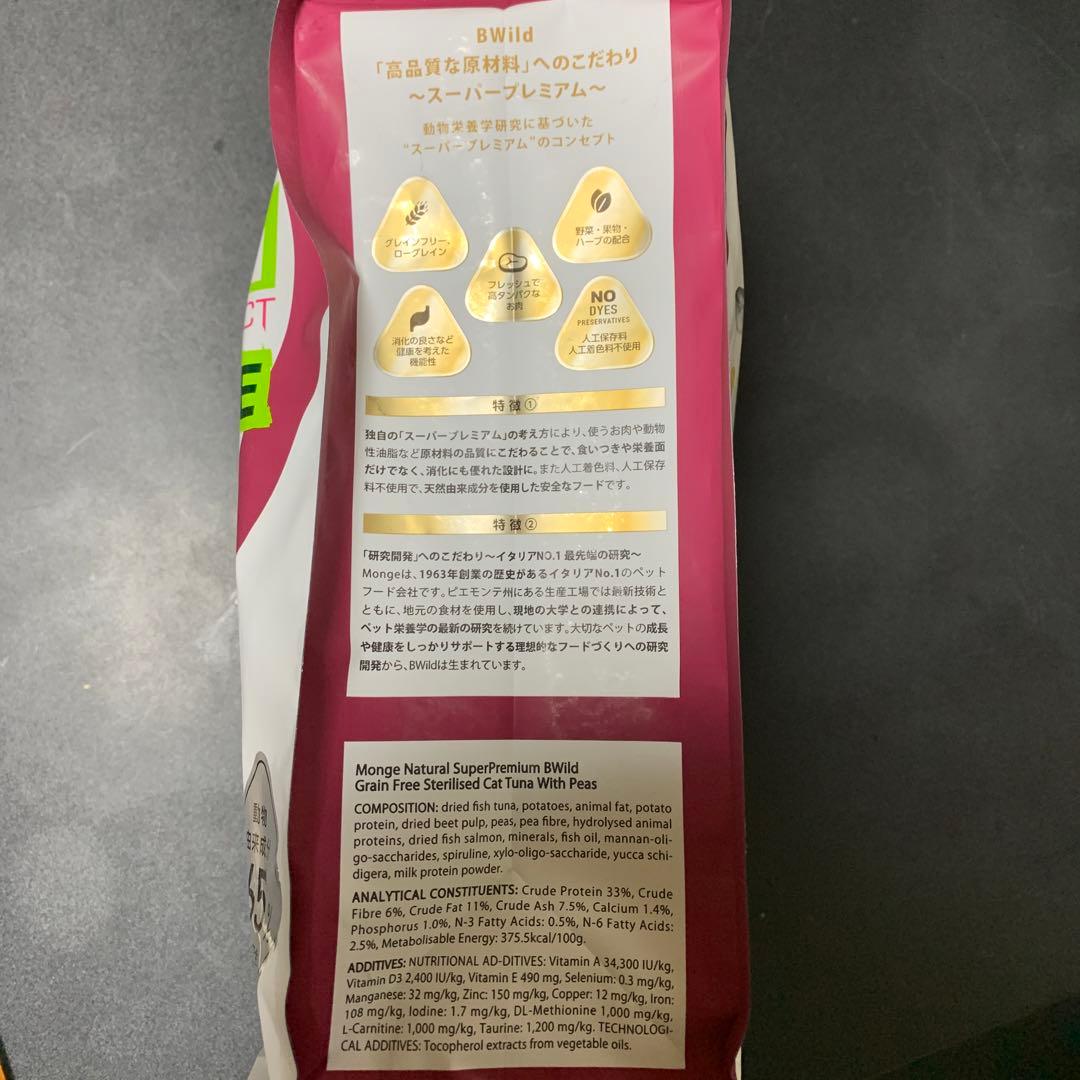 BWild
「高品質な原材料」へのこだわり
～スーパープレミアム～
動物栄養学研究に基づいた
"スーパープレミアム"のコンセプト
グレインフリー、
ローグレイン
野菜・果物・
ハーブの配合
フレッシュで
高タンパクな
お肉
消化の良さなど
健康を考えた
機能性
NO
DYES
PRESERVATIVES
人工保存料
人工着色料不使用
特徴①
独自の「スーパープレミアム」の考え方により、使うお肉や動物
性油脂など原材料の品質にこだわることで、食いつきや栄養面
だけでなく、消化にも優れた設計に。また人工着色料、人工保存
料不使用で、天然由来成分を使用した安全なフードです。
特徴②
「研究開発」へのこだわり～イタリアNO.1 最先端の研究～
Mongeは、1963年創業の歴史があるイタリアNo.1のペット
フード会社です。ピエモンテ州にある生産工場では最新技術と
ともに、地元の食材を使用し、現地の大学との連携によって、
ペット栄養学の最新の研究を続けています。大切なペットの成長
や健康をしっかりサポートする理想的なフードづくりへの研究
開発から、BWildは生まれています。
Monge Natural SuperPremium BWild
Grain Free Sterilised Cat Tuna With Peas
COMPOSITION: dried fish tuna, potatoes, animal fat, potato
protein, dried beet pulp, peas, pea fibre, hydrolysed animal
proteins, dried fish salmon, minerals, fish oil, mannan-oli-
go-saccharides, spiruline, xylo-oligo-saccharide, yucca schi-
digera, milk protein powder.
ANALYTICAL CONSTITUENTS: Crude Protein 33%, Crude
Fibre 6%, Crude Fat 11%, Crude Ash 7.5%, Calcium 1.4%,
Phosphorus 1.0%, N-3 Fatty Acids: 0.5%, N-6 Fatty Acids:
2.5%, Metabolisable Energy: 375.5kcal/100g.
ADDITIVES: NUTRITIONAL AD-DITIVES: Vitamin A 34,300 IU/kg,
Vitamin D3 2,400 IU/kg, Vitamin E 490 mg, Selenium: 0.3 mg/kg,
Manganese: 32 mg/kg, Zinc: 150 mg/kg, Copper: 12 mg/kg, Iron:
108 mg/kg, Iodine: 1.7 mg/kg, DL-Methionine 1,000 mg/kg,
L-Carnitine: 1,000 mg/kg, Taurine: 1,200 mg/kg. TECHNOLOGI-
CAL ADDITIVES: Tocopherol extracts from vegetable oils.
CT
E
動物
由来成分